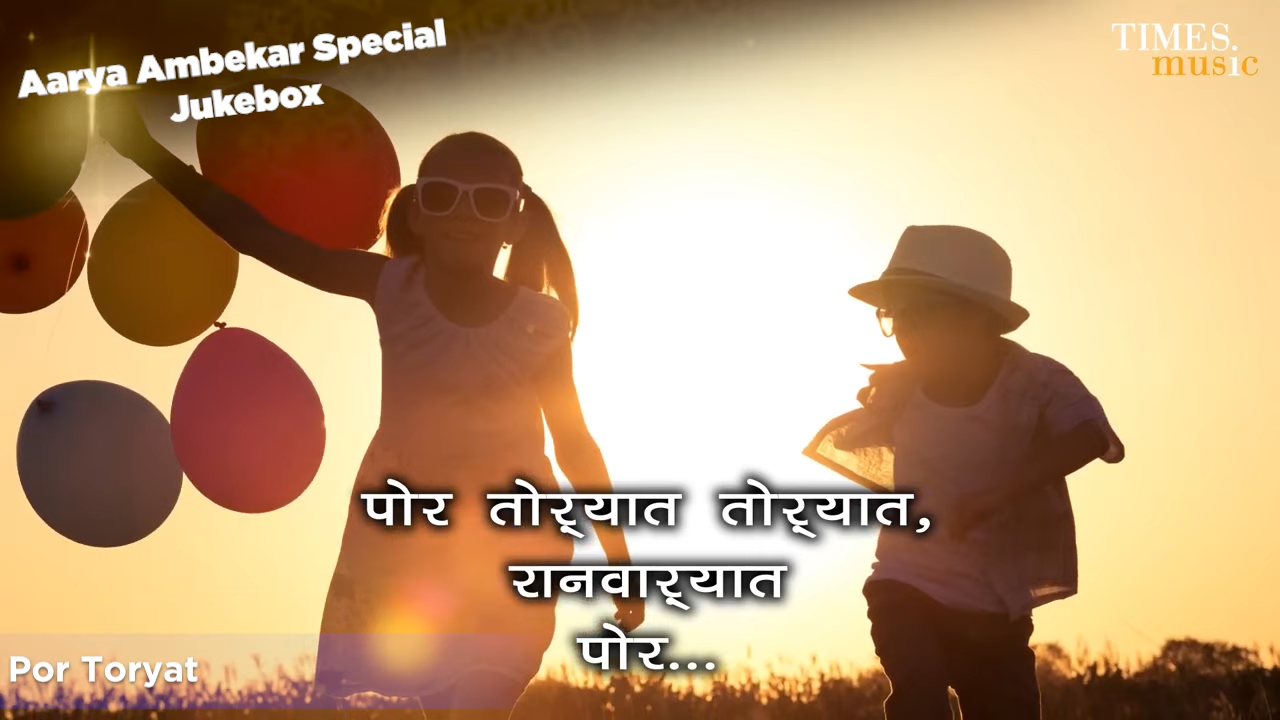 Aarya Ambekar Special
Jukebox
TIMES.
music
पोर तोऱ्यात तोऱ्यात,
रानवाऱ्यात
पोर...
Por Toryat